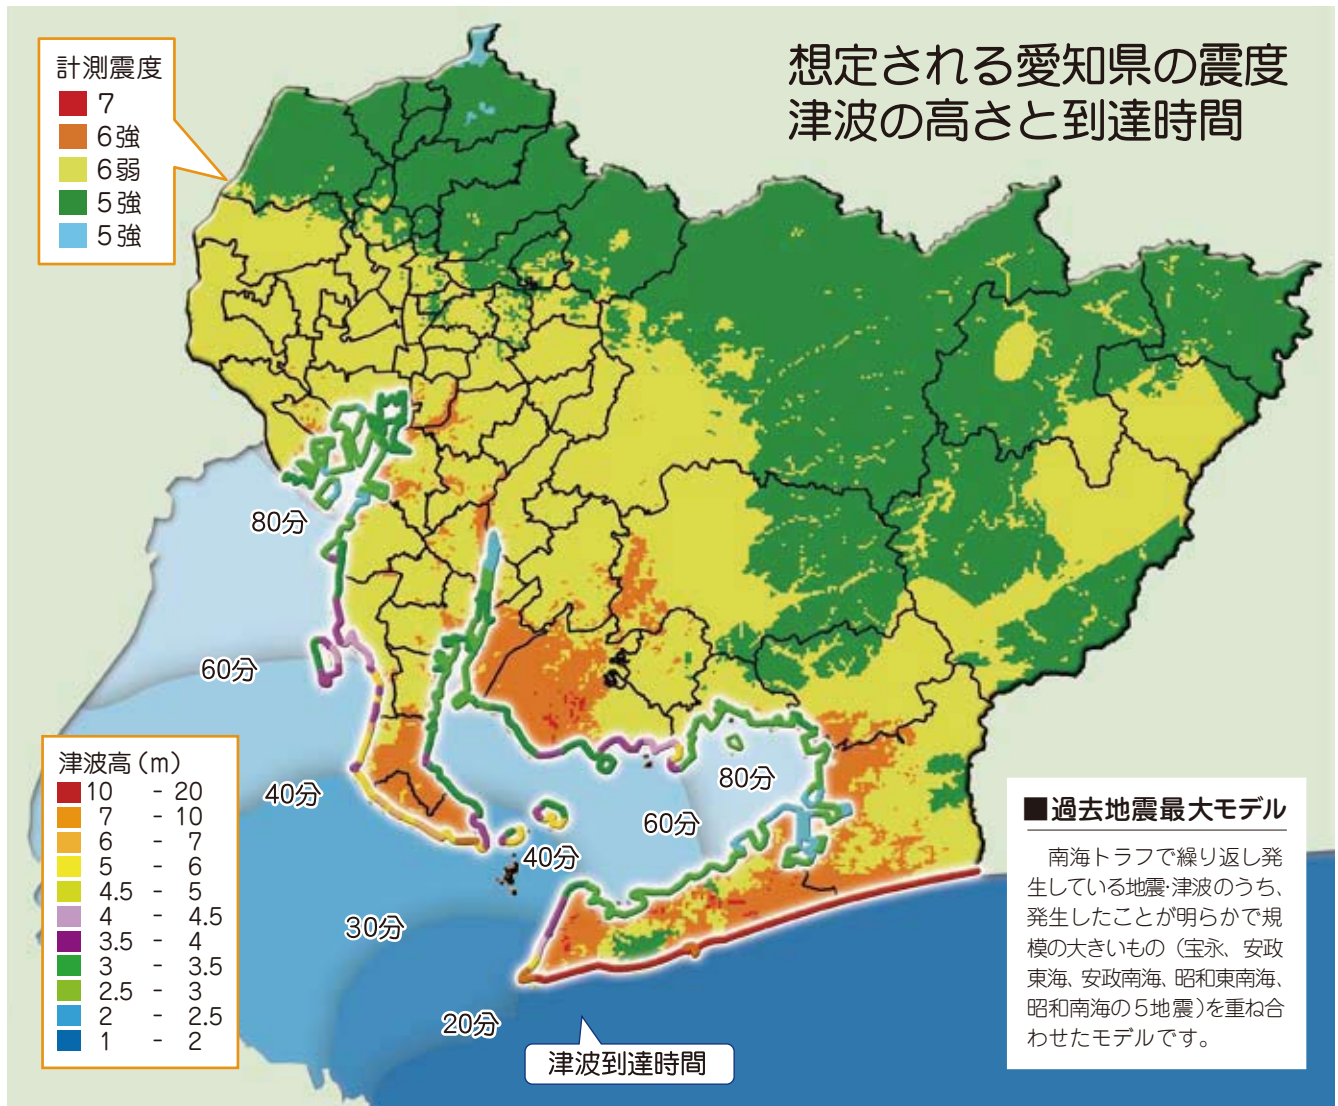 想定される愛知県の震度
津波の高さと到達時間
計測震度
7
6強
6弱
5強
5強
80分
60分
40分
30分
20分
40分
60分
80分
津波到達時間
津波高（m）
10 - 20
7 - 10
6 - 7
5 - 6
4.5 - 5
4 - 4.5
3.5 - 4
3 - 3.5
2.5 - 3
2 - 2.5
1 - 2
■過去地震最大モデル
南海トラフで繰り返し発
生している地震・津波のうち、
発生したことが明らかで規
模の大きいもの（宝永、安政
東海、安政南海、昭和東南海、
昭和南海の5地震）を重ね合
わせたモデルです。